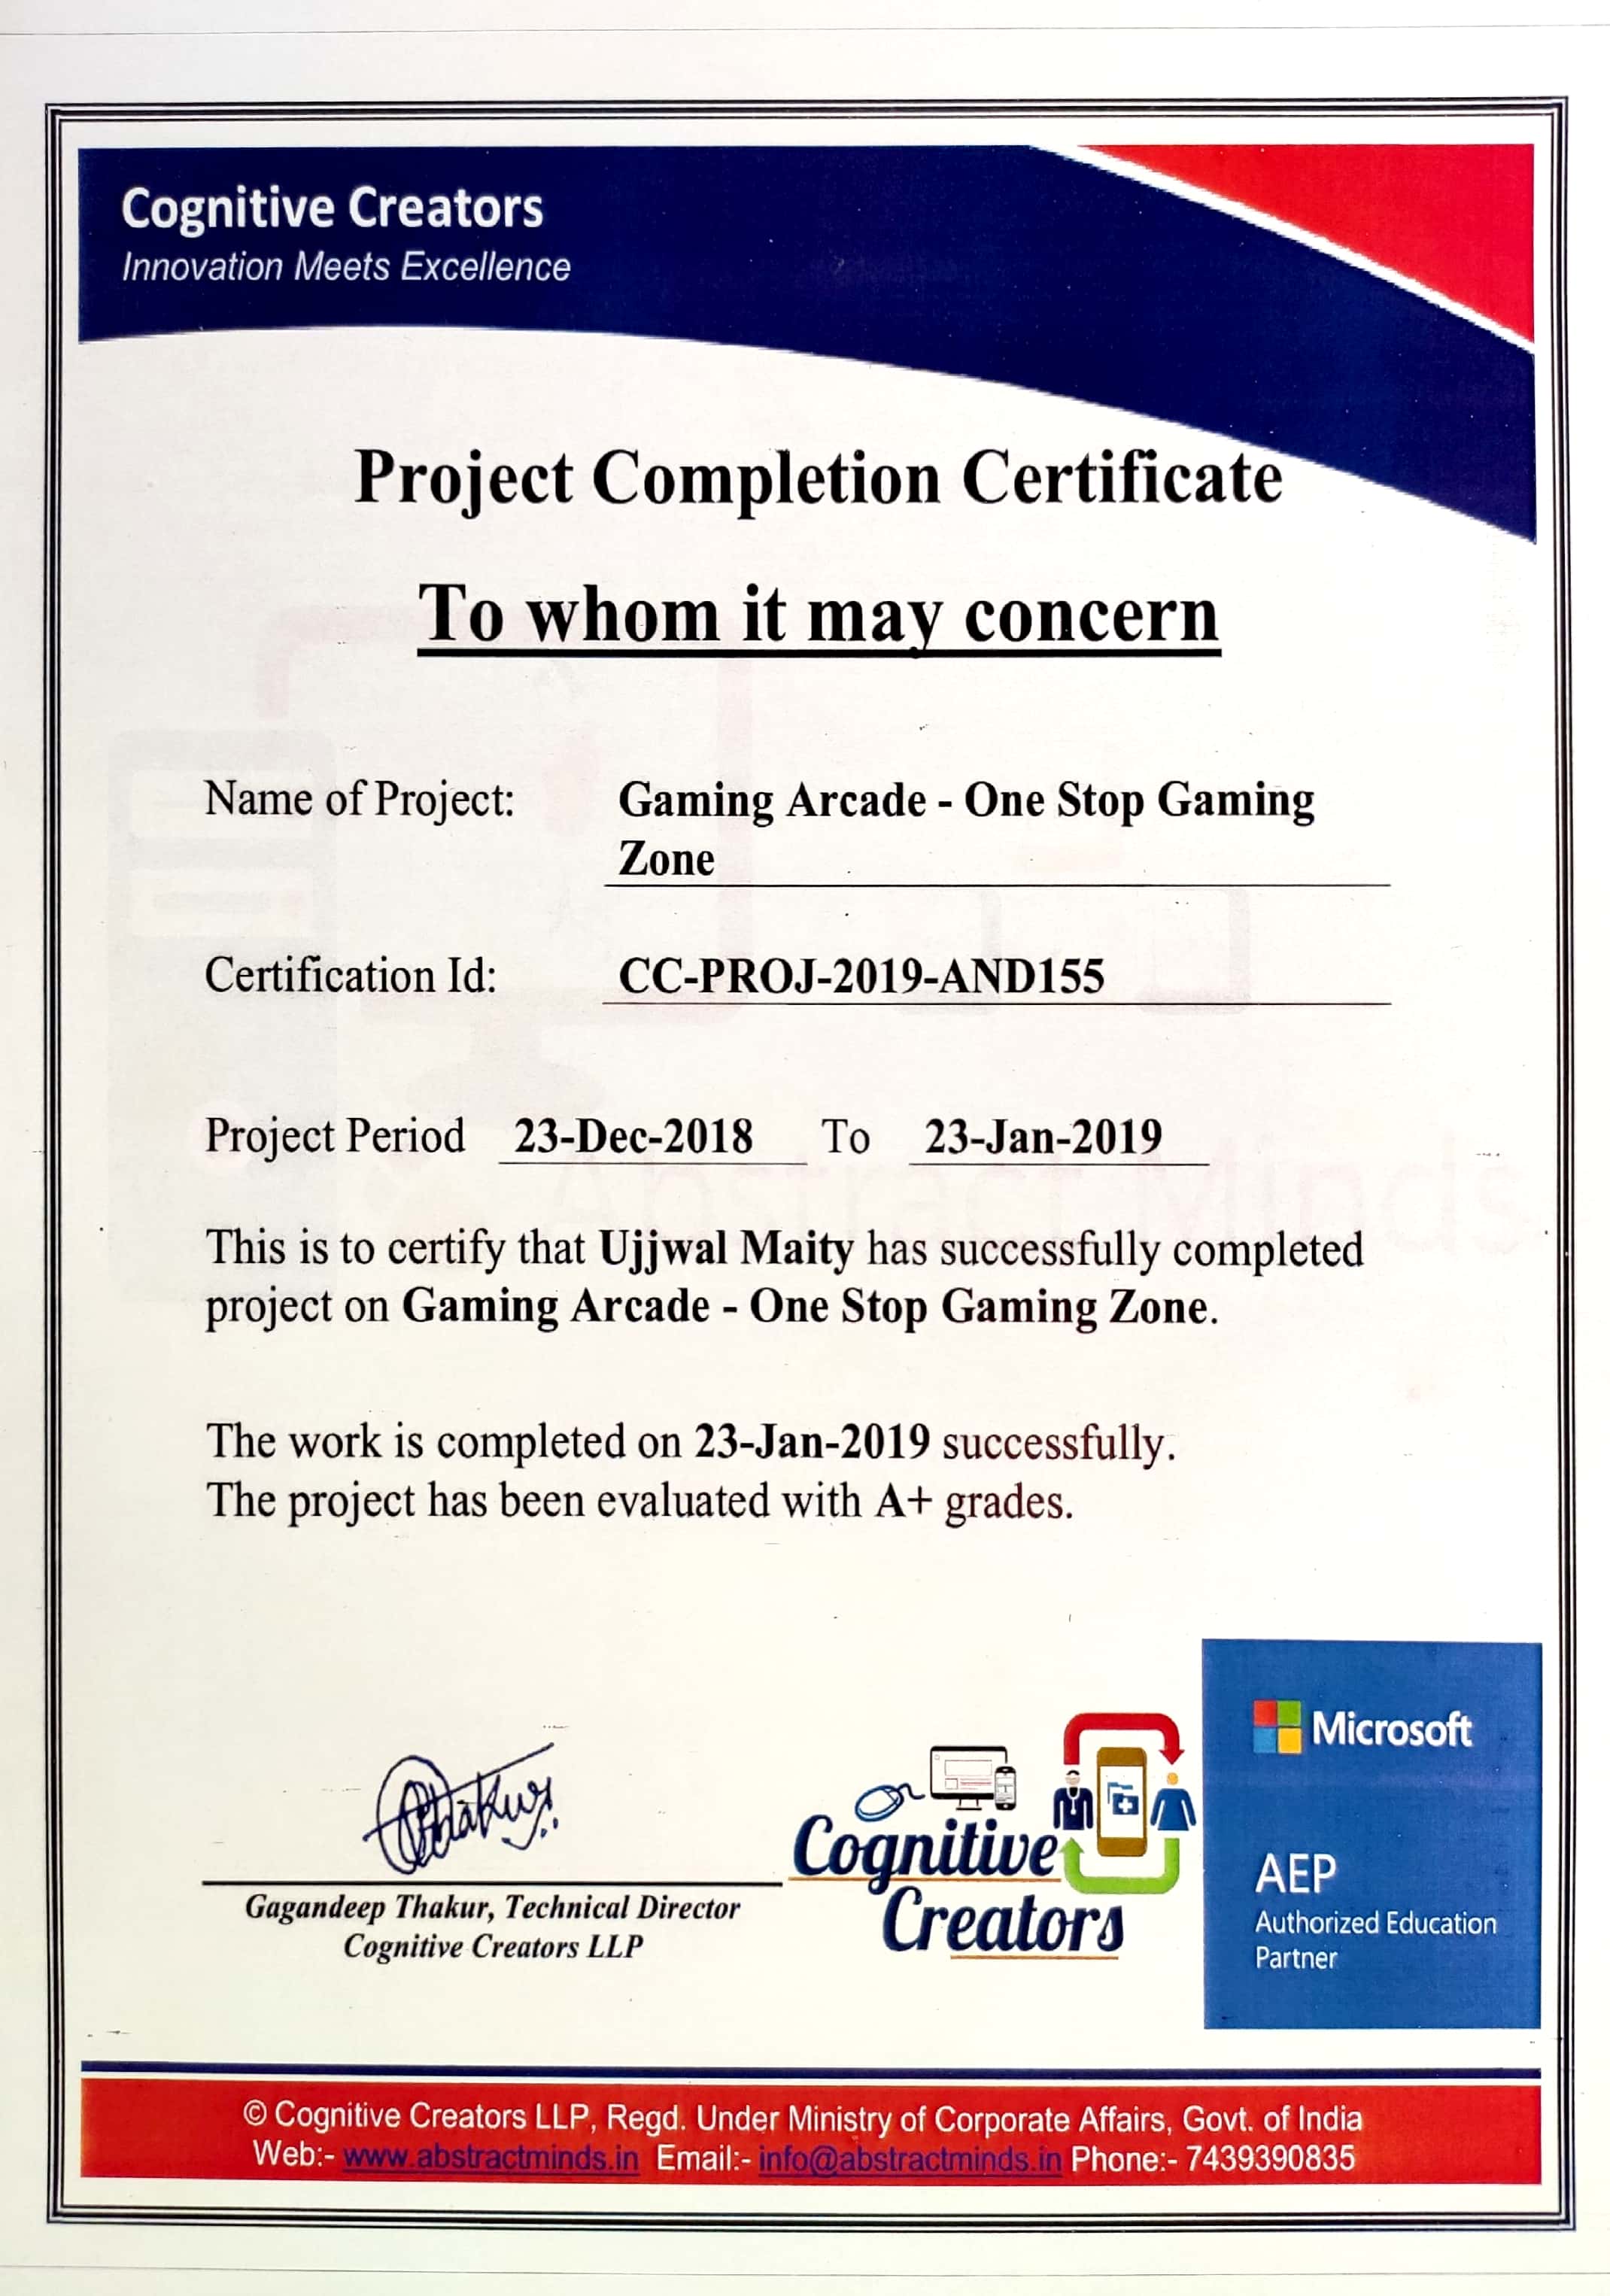 Cognitive Creators
Innovation Meets Excellence
Project Completion Certificate
To whom it may concern
Name of Project: Gaming Arcade - One Stop Gaming
Zone
Certification Id: CC-PROJ-2019-AND155
Project Period 23-Dec-2018 To 23-Jan-2019
Abstract Minds
This is to certify that Ujjwal Maity has successfully completed
project on Gaming Arcade - One Stop Gaming Zone.
The work is completed on 23-Jan-2019 successfully.
The project has been evaluated with A+ grades.
Thakur
Gagandeep Thakur, Technical Director
Cognitive Creators LLP
Cognitive
Creators
Microsoft
AEP
Authorized Education
Partner
© Cognitive Creators LLP, Regd. Under Ministry of Corporate Affairs, Govt. of India
Web:- www.abstractminds.in Email:- info@abstractminds.in Phone:- 7439390835